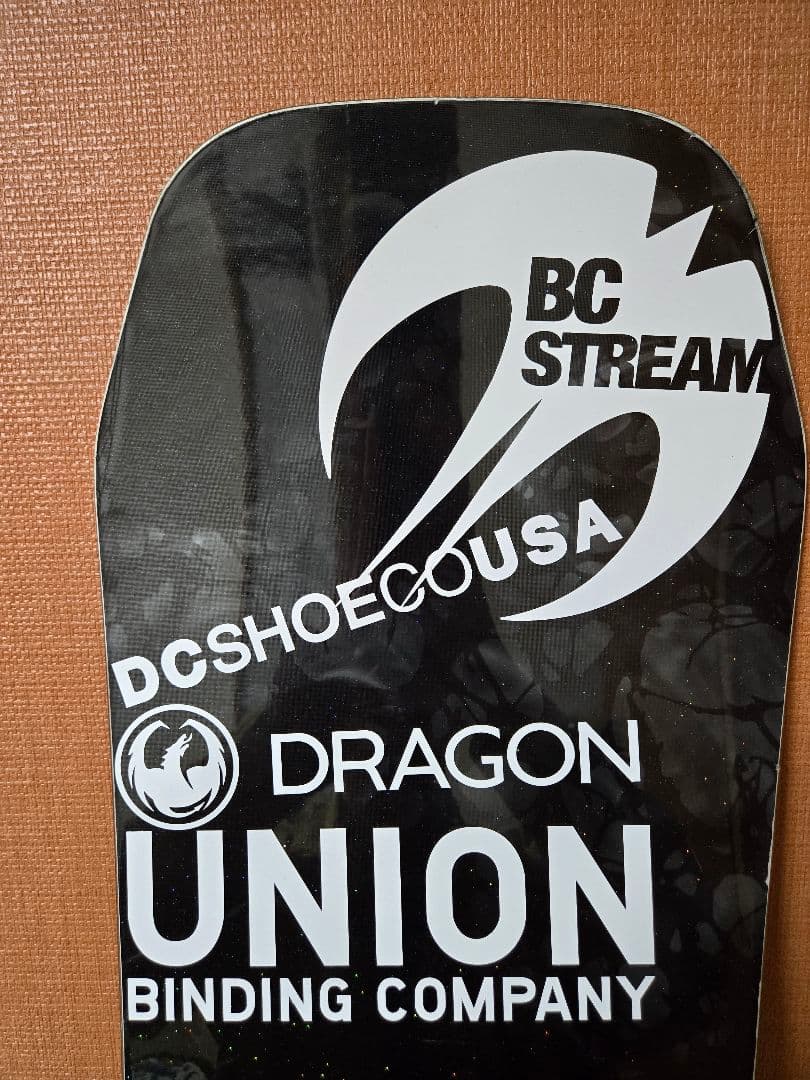 BC
STREAM
DCSHOECOUSA
DRAGON
UNION
BINDING COMPANY